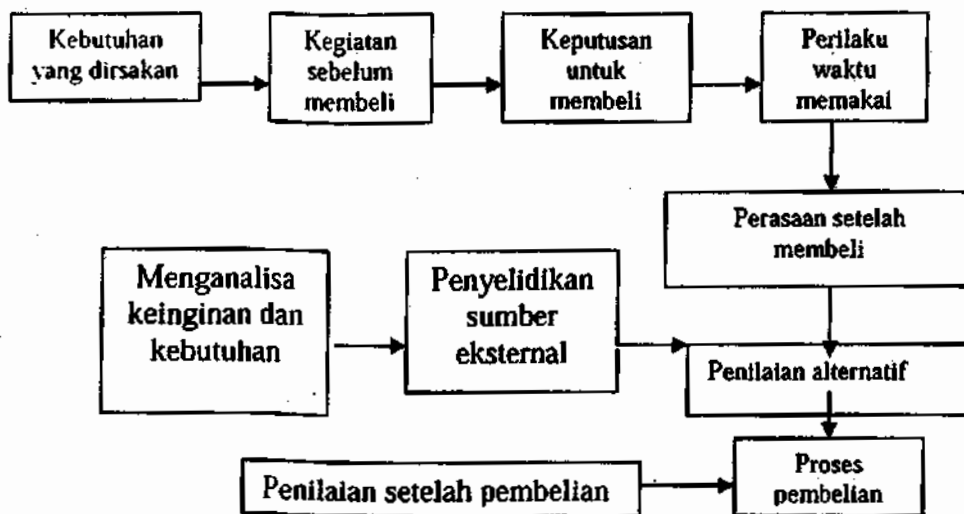 Kebutuhan
yang dirsakan
Kegiatan
sebelum
membeli
Keputusan
untuk
membeli
Perilaku
waktu
memakai
Perasaan setelah
membeli
Menganalisa
keinginan dan
kebutuhan
Penyelidikan
sumber
eksternal
Penilaian alternatif
Proses
pembelian
Penilaian setelah pembelian